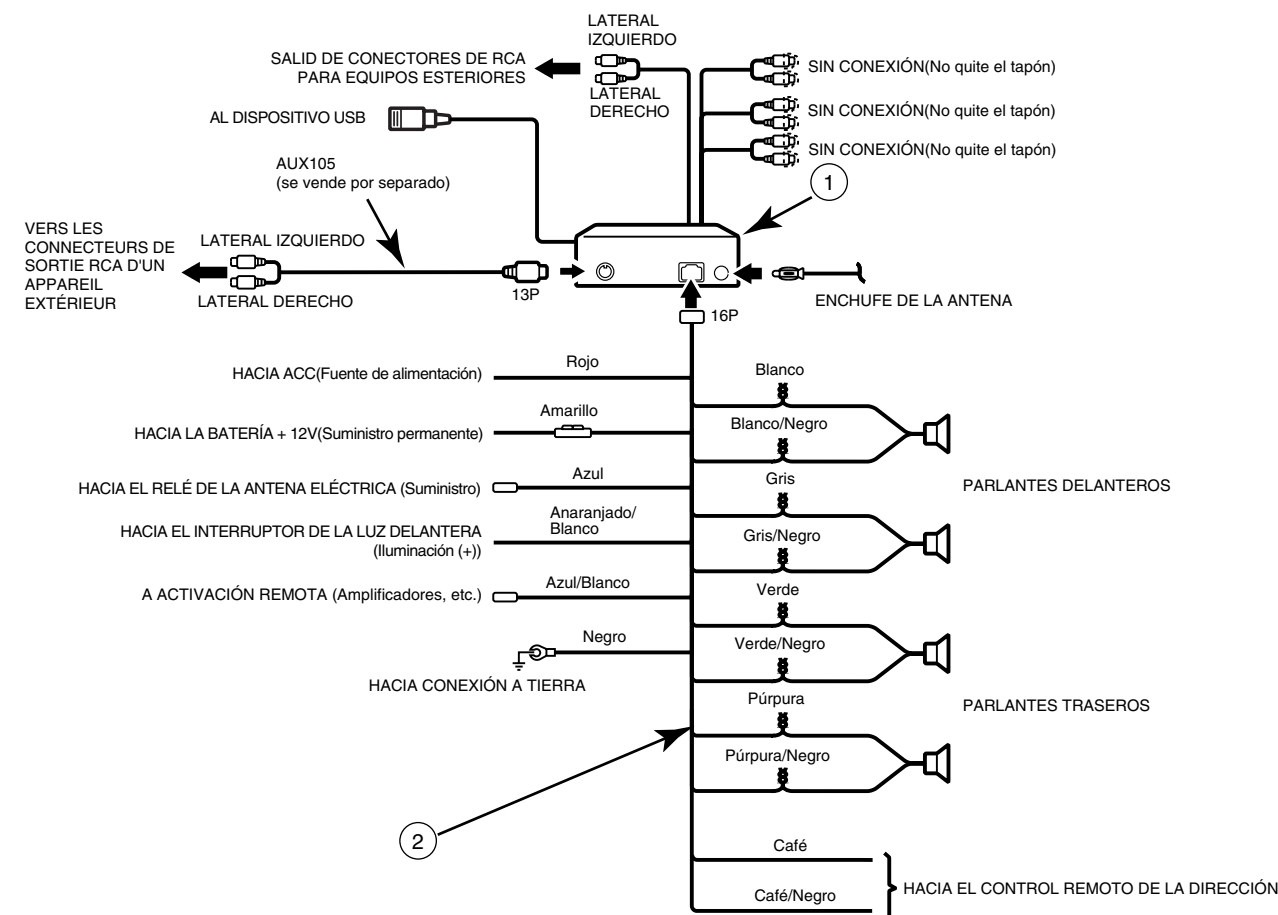 LATERAL
IZQUIERDO
SALID DE CONECTORES DE RCA
PARA EQUIPOS ESTERIORES
LATERAL
DERECHO
SIN CONEXIÓN(No quite el tapón)
SIN CONEXIÓN(No quite el tapón)
SIN CONEXIÓN(No quite el tapón)
AL DISPOSITIVO USB
AUX105
(se vende por separado)
1
VERS LES
CONNECTEURS DE
SORTIE RCA D'UN
APPAREIL
EXTÉRIEUR
LATERAL IZQUIERDO
LATERAL DERECHO
13P
ENCHUFE DE LA ANTENA
16P
HACIA ACC(Fuente de alimentación)
Rojo
HACIA LA BATERÍA + 12V(Suministro permanente)
Amarillo
HACIA EL RELÉ DE LA ANTENA ELÉCTRICA (Suministro)
Azul
HACIA EL INTERRUPTOR DE LA LUZ DELANTERA
(Iluminación (+))
Anaranjado/
Blanco
A ACTIVACIÓN REMOTA (Amplificadores, etc.)
Azul/Blanco
Negro
HACIA CONEXIÓN A TIERRA
Blanco
Blanco/Negro
Gris
Gris/Negro
PARLANTES DELANTEROS
Verde
Verde/Negro
Púrpura
Púrpura/Negro
PARLANTES TRASEROS
2
Café
Café/Negro
HACIA EL CONTROL REMOTO DE LA DIRECCIÓN